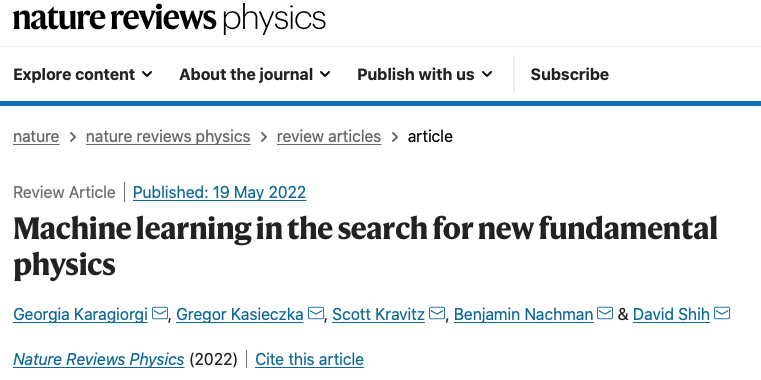 nature reviews physics
Explore content About the journal Publish with us Subscribe
nature > nature reviews physics > review articles > article
Review Article | Published: 19 May 2022
Machine learning in the search for new fundamental
physics
Georgia Karagiorgi, Gregor Kasieczka, Scott Kravitz, Benjamin Nachman & David Shih
Nature Reviews Physics (2022) | Cite this article